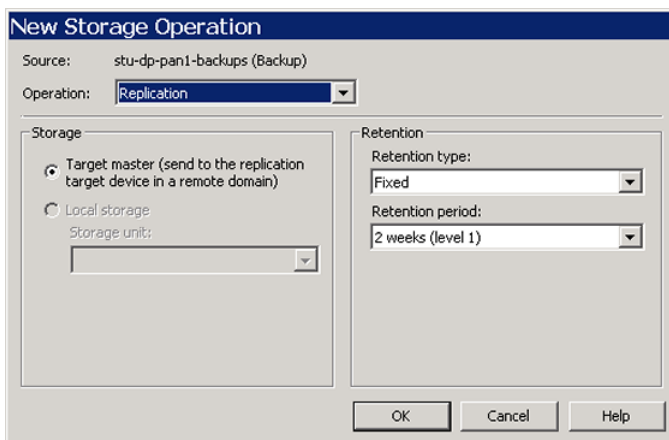 New Storage Operation
Source: stu-dp-pan1-backups (Backup)
Operation: Replication
Storage
Target master (send to the replication
target device in a remote domain)
Local storage
Storage unit:
Retention
Retention type:
Fixed
Retention period:
2 weeks (level 1)
OK Cancel Help